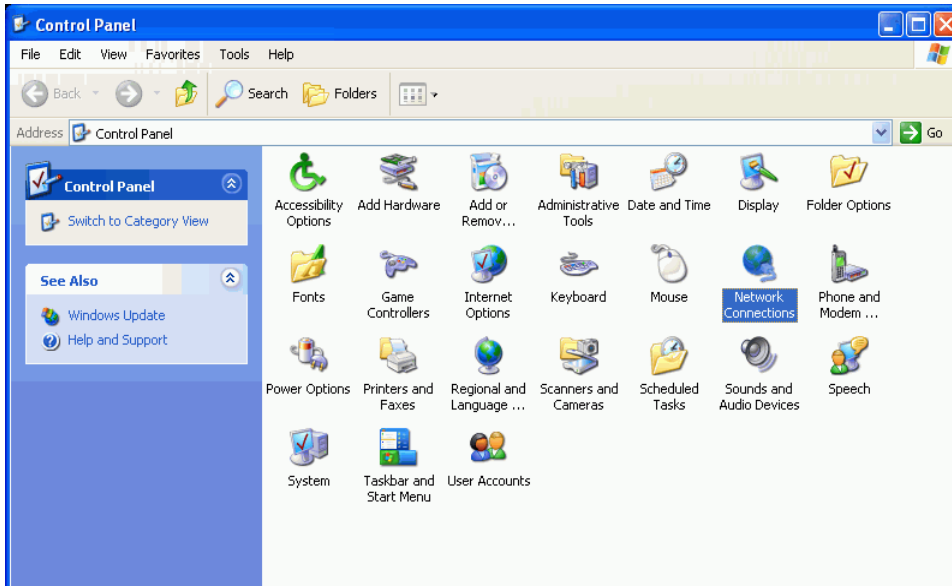 Control Panel
File Edit View Favorites Tools Help
Back Search Folders
Address Control Panel Go
Control Panel
Switch to Category View
See Also
Windows Update
Help and Support
Accessibility Options
Add Hardware
Add or Remov...
Administrative Tools
Date and Time
Display
Folder Options
Fonts
Game Controllers
Internet Options
Keyboard
Mouse
Network Connections
Phone and Modem ...
Power Options
Printers and Faxes
Regional and Language ...
Scanners and Cameras
Scheduled Tasks
Sounds and Audio Devices
Speech
System
Taskbar and Start Menu
User Accounts